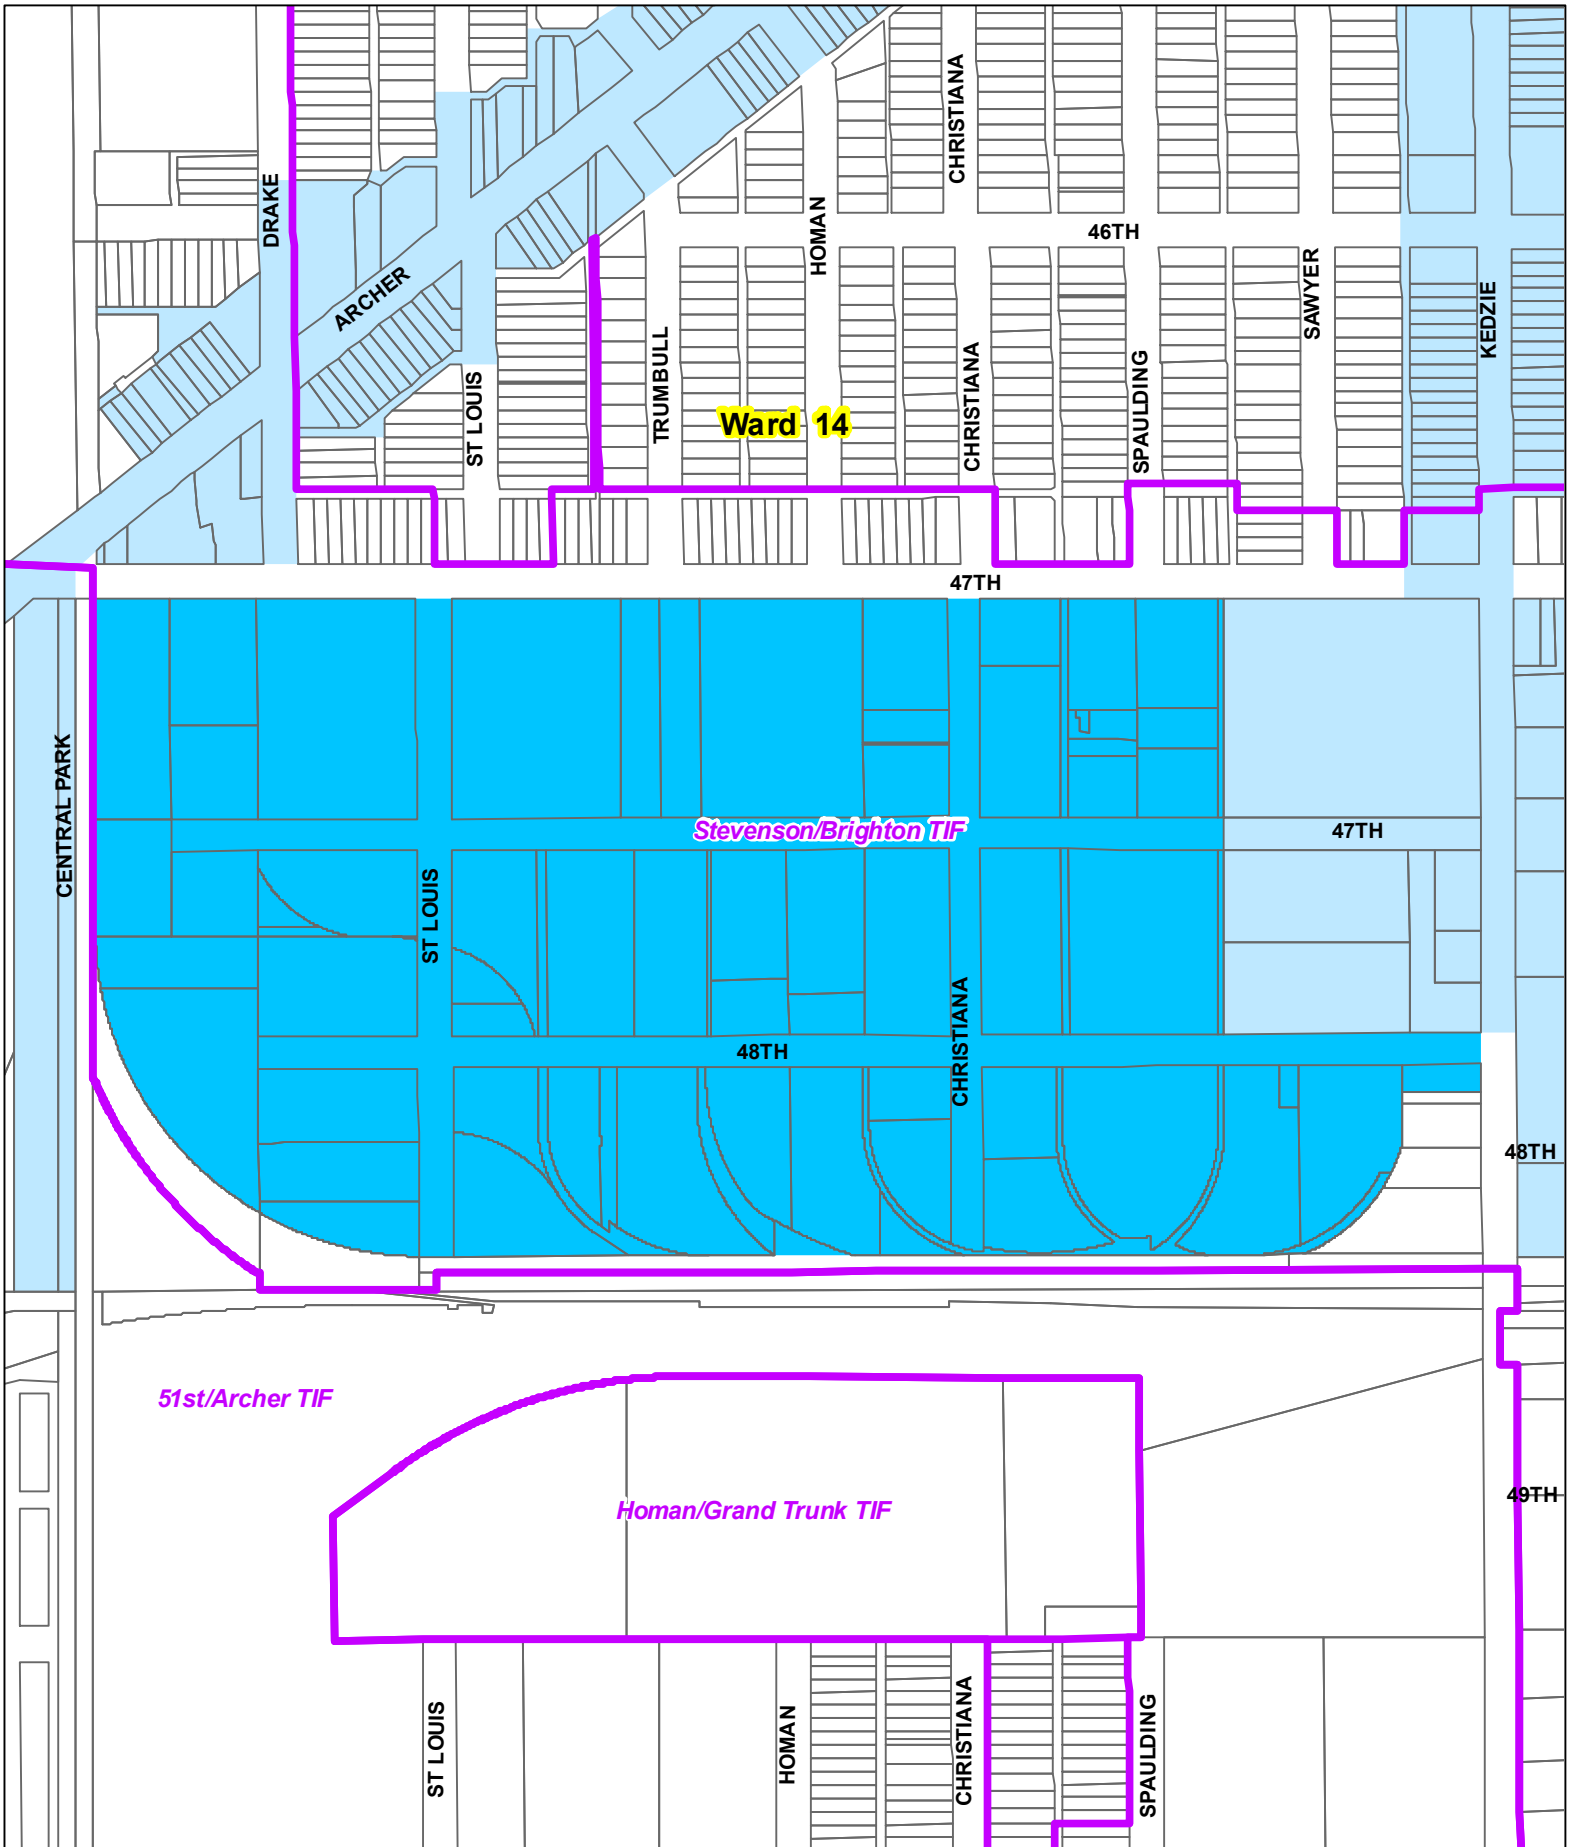 CHRISTIANA
DRAKE
HOMAN
46TH
ARCHER
SAWYER
KEDZIE
TRUMBULL
CHRISTIANA
SPAULDING
ST LOUIS
Ward 14
47TH
CENTRAL PARK
Stevenson/Brighton TIF
47TH
ST LOUIS
CHRISTIANA
48TH
48TH
51st/Archer TIF
Homan/Grand Trunk TIF
49TH
ST LOUIS
HOMAN
CHRISTIANA
SPAULDING